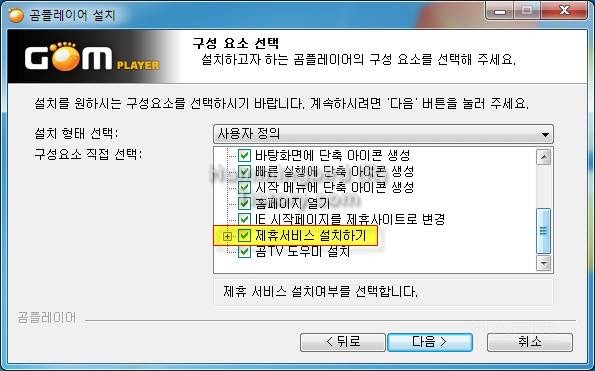 곰플레이어 설치
GOM PLAYER
구성 요소 선택
설치하고자 하는 곰플레이어의 구성 요소를 선택해 주세요.
설치를 원하시는 구성요소를 선택하시기 바랍니다. 계속하시려면 '다음' 버튼을 눌러 주세요.
설치 형태 선택:
사용자 정의
구성요소 직접 선택:
바탕화면에 단축 아이콘 생성
빠른 실행에 단축 아이콘 생성
시작 메뉴에 단축 아이콘 생성
홈페이지 열기
IE 시작페이지를 제휴사이트로 변경
제휴서비스 설치하기
곰TV 도우미 설치
제휴 서비스 설치여부를 선택합니다.
곰플레이어
< 뒤로
다음 >
취소